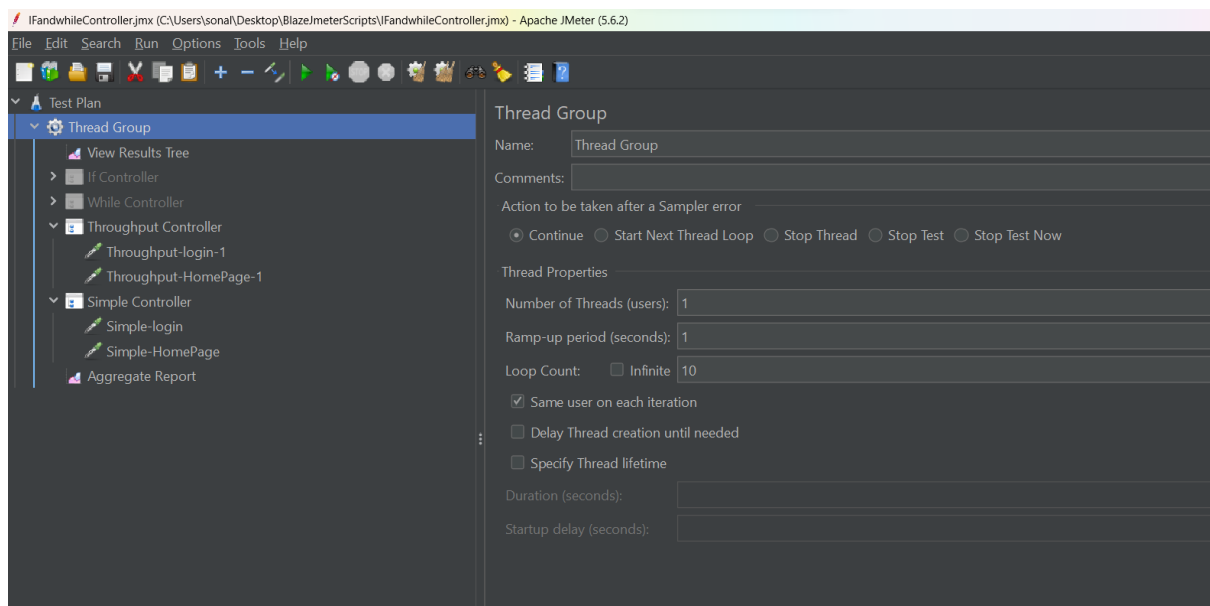 IFandwhileController.jmx (C:\Users\sonal\Desktop\BlazeJmeterScripts\IFandwhileController.jmx) - Apache JMeter (5.6.2)
File Edit Search Run Options Tools Help
Test Plan
Thread Group
View Results Tree
If Controller
While Controller
Throughput Controller
Throughput-login-1
Throughput-HomePage-1
Simple Controller
Simple-login
Simple-HomePage
Aggregate Report
Thread Group
Name: Thread Group
Comments:
Action to be taken after a Sampler error
Continue Start Next Thread Loop Stop Thread Stop Test Stop Test Now
Thread Properties
Number of Threads (users): 1
Ramp-up period (seconds): 1
Loop Count: Infinite 10
Same user on each iteration
Delay Thread creation until needed
Specify Thread lifetime
Duration (seconds):
Startup delay (seconds):